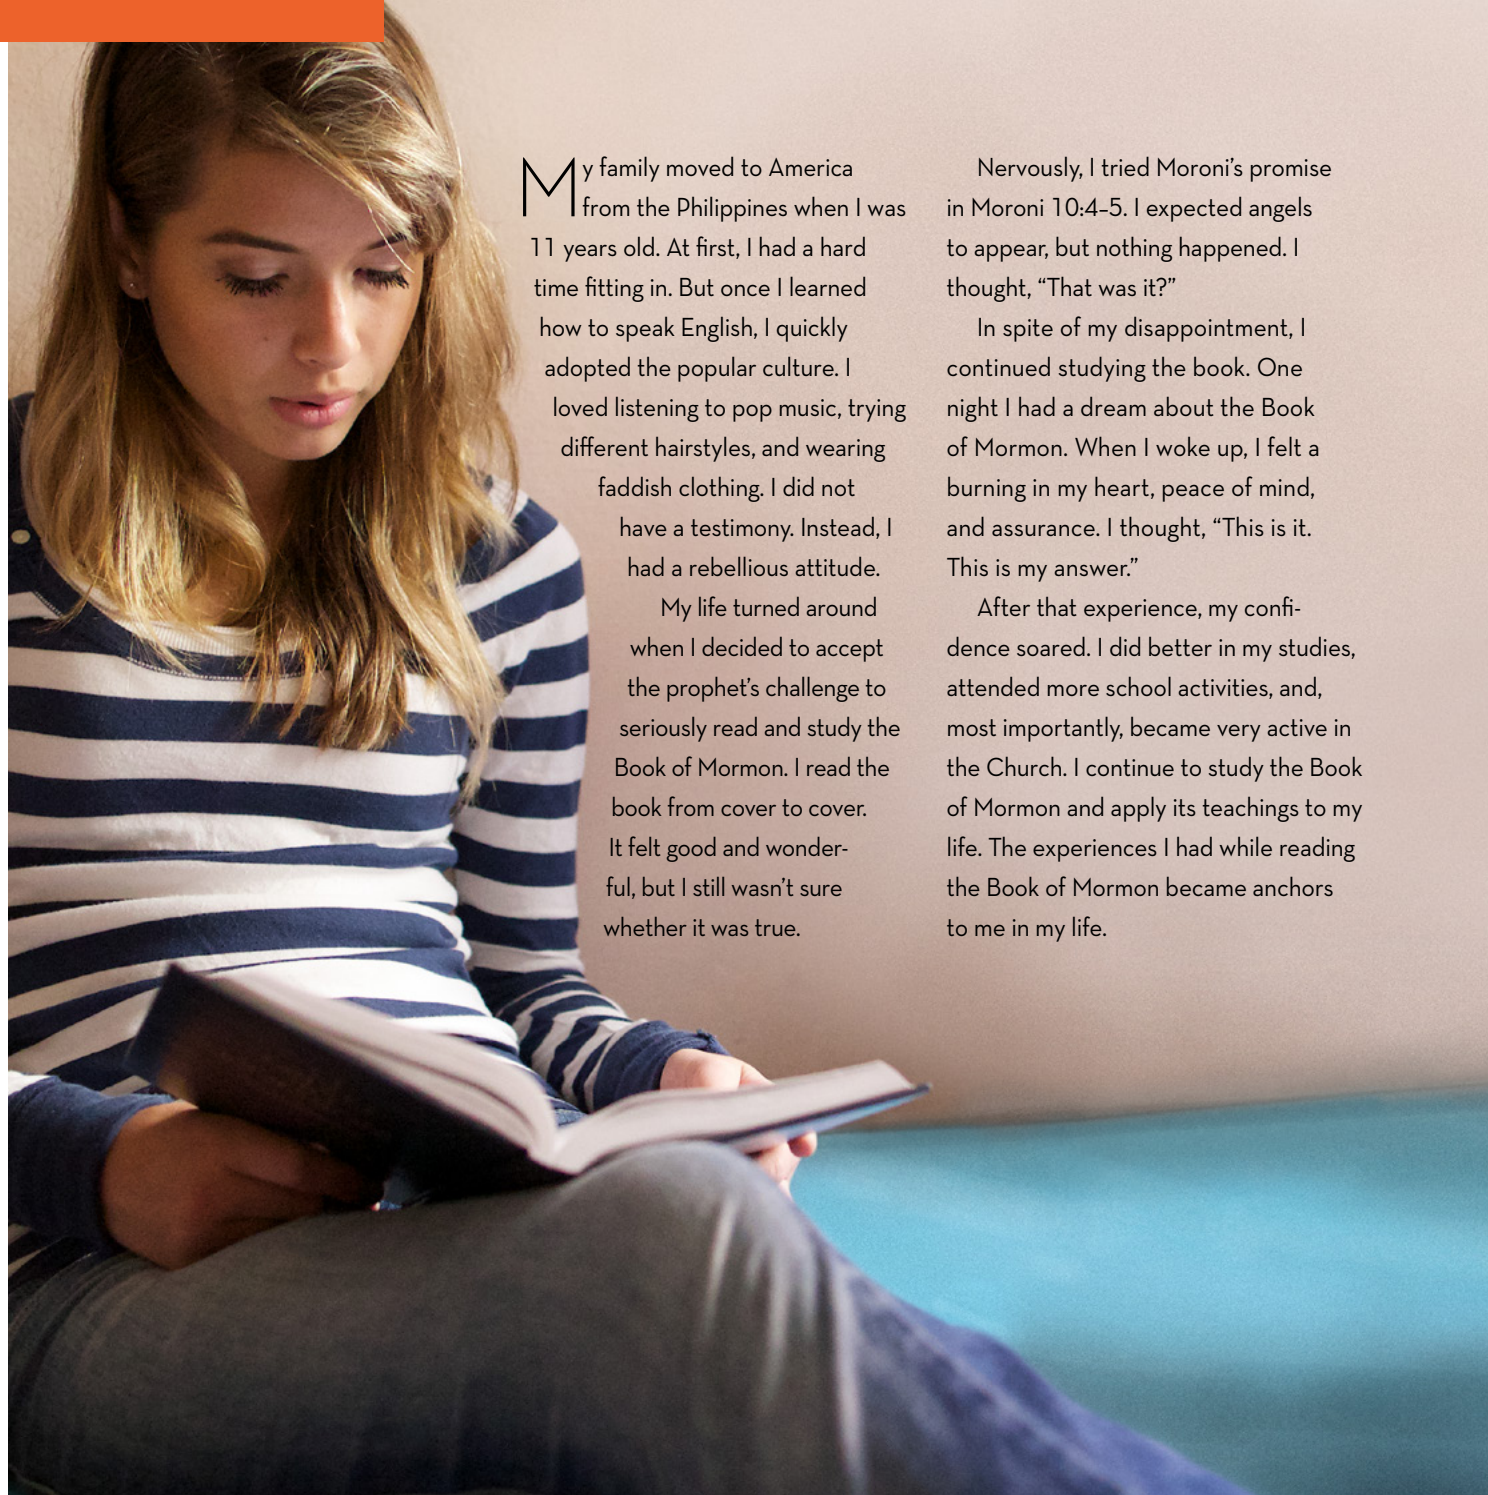 My family moved to America
from the Philippines when I was
11 years old. At first, I had a hard
time fitting in. But once I learned
how to speak English, I quickly
adopted the popular culture. I
loved listening to pop music, trying
different hairstyles, and wearing
faddish clothing. I did not
have a testimony. Instead, I
had a rebellious attitude.
My life turned around
when I decided to accept
the prophet’s challenge to
seriously read and study the
Book of Mormon. I read the
book from cover to cover.
It felt good and wonder-
ful, but I still wasn’t sure
whether it was true.
Nervously, I tried Moroni’s promise
in Moroni 10:4–5. I expected angels
to appear, but nothing happened. I
thought, “That was it?”
In spite of my disappointment, I
continued studying the book. One
night I had a dream about the Book
of Mormon. When I woke up, I felt a
burning in my heart, peace of mind,
and assurance. I thought, “This is it.
This is my answer.”
After that experience, my confi-
dence soared. I did better in my studies,
attended more school activities, and,
most importantly, became very active in
the Church. I continue to study the Book
of Mormon and apply its teachings to my
life. The experiences I had while reading
the Book of Mormon became anchors
to me in my life.